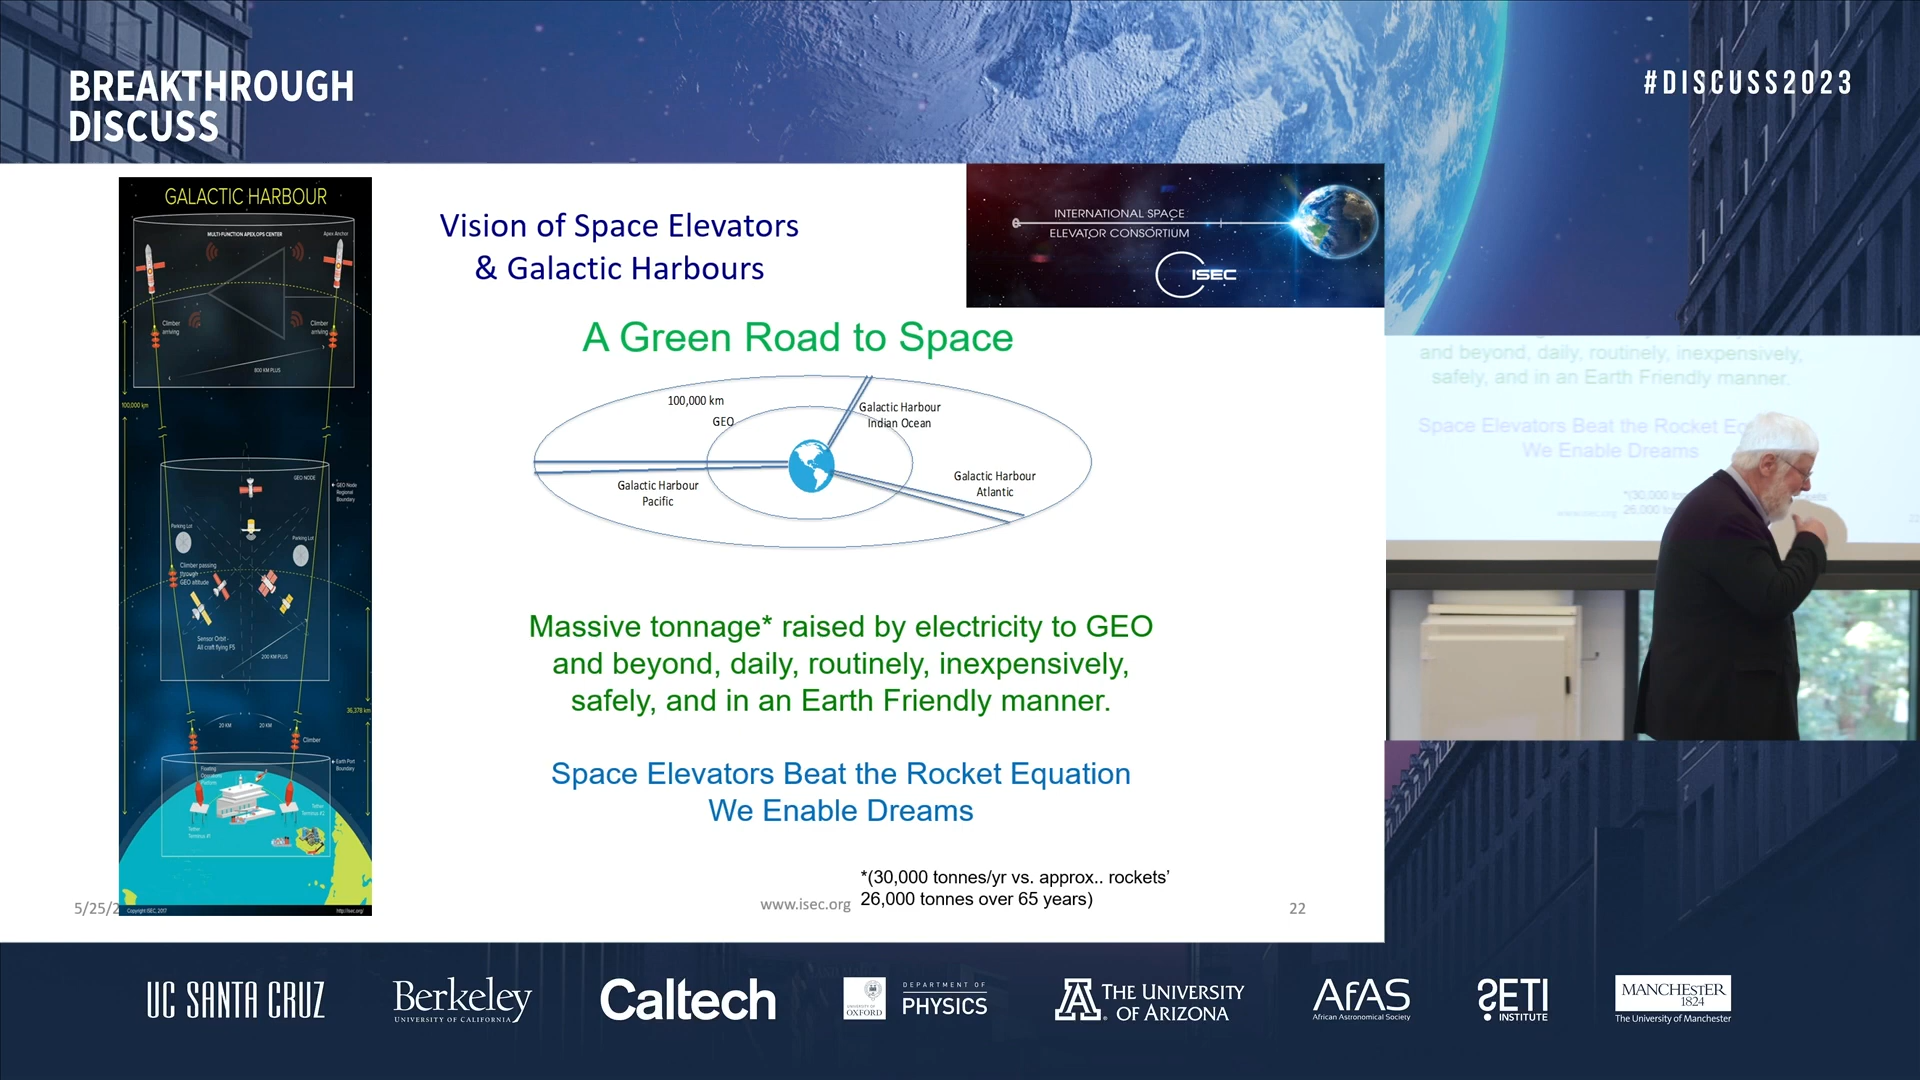 BREAKTHROUGH
DISCUSS
#DISCUSS2023
GALACTIC HARBOUR
MULTI-FUNCTION APEX OPS CENTER
Apex Anchor
Climber
arriving
Climber
arriving
800 KM PLUS
100,000 km
GEO NODE
GEO Node
Regional
Boundary
Parking Lot
Parking Lot
Climber passing
through
GEO altitude
Sensor Orbit -
All craft flying FS
200 KM PLUS
36,378 km
20 KM
20 KM
Climber
Earth Port
Boundary
Floating
Operations
Platform
Tether
Terminus #2
Tether
Terminus #1
Copyright ISEC, 2017
http://isec.org/
Vision of Space Elevators
& Galactic Harbours
INTERNATIONAL SPACE
ELEVATOR CONSORTIUM
ISEC
A Green Road to Space
100,000 km
GEO
Galactic Harbour
Indian Ocean
Galactic Harbour
Pacific
Galactic Harbour
Atlantic
Massive tonnage* raised by electricity to GEO
and beyond, daily, routinely, inexpensively,
safely, and in an Earth Friendly manner.
Space Elevators Beat the Rocket Equation
We Enable Dreams
*(30,000 tonnes/yr vs. approx.. rockets'
26,000 tonnes over 65 years)
5/25/2
www.isec.org
22
and beyond, daily, routinely, inexpensively,
safely, and in an Earth Friendly manner.
Space Elevators Beat the Rocket Eq
We Enable Dreams
*(30,000 to
www.isec.org
26,000 to
UC SANTA CRUZ
Berkeley
UNIVERSITY OF CALIFORNIA
Caltech
UNIVERSITY OF
OXFORD
DEPARTMENT OF
PHYSICS
A
THE UNIVERSITY
OF ARIZONA
AfAS
African Astronomical Society
SETI
INSTITUTE
MANCHESTER
1824
The University of Manchester